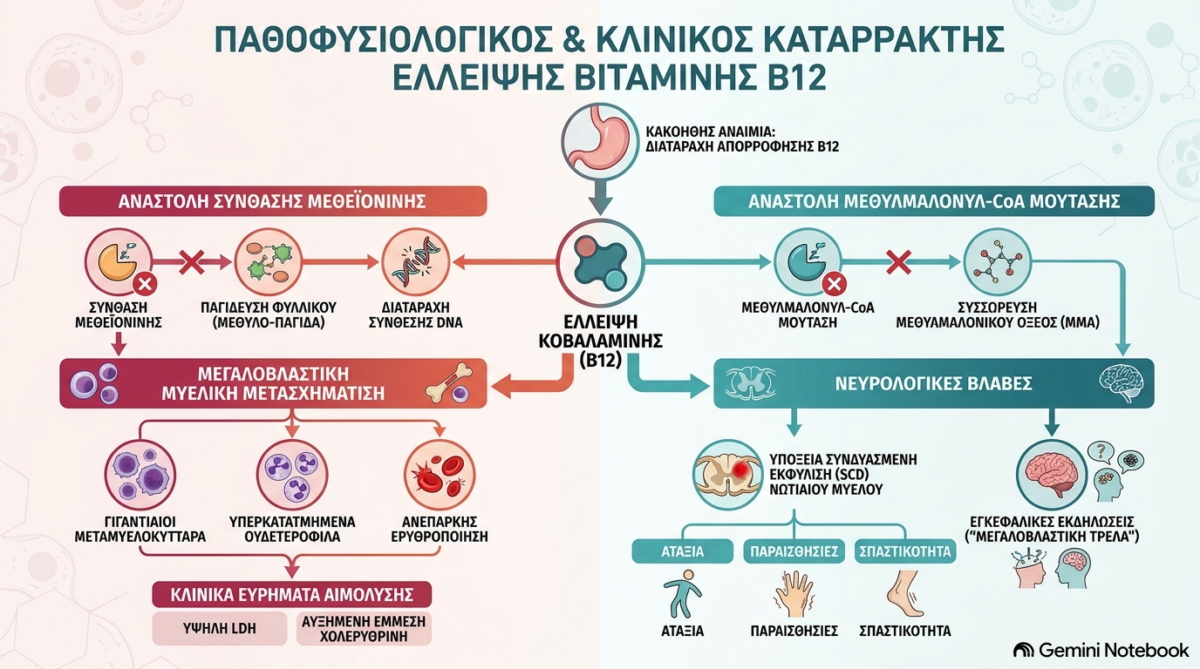 ΠΑΘΟΦΥΣΙΟΛΟΓΙΚΟΣ & ΚΛΙΝΙΚΟΣ ΚΑΤΑΡΡΑΚΤΗΣ
ΕΛΛΕΙΨΗΣ ΒΙΤΑΜΙΝΗΣ Β12
ΚΑΚΟΗΘΗΣ ΑΝΑΙΜΙΑ:
ΔΙΑΤΑΡΑΧΗ ΑΠΟΡΡΟΦΗΣΗΣ Β12
ΑΝΑΣΤΟΛΗ ΣΥΝΘΑΣΗΣ ΜΕΘΕΪΟΝΙΝΗΣ
ΣΥΝΘΑΣΗ
ΜΕΘΕΪΟΝΙΝΗΣ
ΠΑΓΙΔΕΥΣΗ ΦΥΛΛΙΚΟΥ
(ΜΕΘΥΛΟ-ΠΑΓΙΔΑ)
ΔΙΑΤΑΡΑΧΗ
ΣΥΝΘΕΣΗΣ DNA
ΕΛΛΕΙΨΗ
ΚΟΒΑΛΑΜΙΝΗΣ
(Β12)
ΑΝΑΣΤΟΛΗ ΜΕΘΥΛΜΑΛΟΝΥΛ-CoA ΜΟΥΤΑΣΗΣ
ΜΕΘΥΛΜΑΛΟΝΥΛ-CoA
ΜΟΥΤΑΣΗ
ΣΥΣΣΩΡΕΥΣΗ
ΜΕΘΥΑΜΑΛΟΝΙΚΟΥ ΟΞΕΟΣ (ΜΜΑ)
ΜΕΓΑΛΟΒΛΑΣΤΙΚΗ
ΜΥΕΛΙΚΗ ΜΕΤΑΣΧΗΜΑΤΙΣΗ
ΓΙΓΑΝΤΙΑΙΟΙ
ΜΕΤΑΜΥΕΛΟΚΥΤΤΑΡΑ
ΥΠΕΡΚΑΤΑΤΜΗΜΕΝΑ
ΟΥΔΕΤΕΡΟΦΙΛΑ
ΑΝΕΠΑΡΚΗΣ
ΕΡΥΘΡΟΠΟΙΗΣΗ
ΚΛΙΝΙΚΑ ΕΥΡΗΜΑΤΑ ΑΙΜΟΛΥΣΗΣ
ΥΨΗΛΗ LDH
ΑΥΞΗΜΕΝΗ ΕΜΜΕΣΗ
ΧΟΛΕΡΥΘΡΙΝΗ
ΝΕΥΡΟΛΟΓΙΚΕΣ ΒΛΑΒΕΣ
ΥΠΟΞΕΙΑ ΣΥΝΔΥΑΣΜΕΝΗ
ΕΚΦΥΛΙΣΗ (SCD)
ΝΩΤΙΑΙΟΥ ΜΥΕΛΟΥ
ΑΤΑΞΙΑ
ΠΑΡΑΙΣΘΗΣΙΕΣ
ΣΠΑΣΤΙΚΟΤΗΤΑ
ΑΤΑΞΙΑ
ΠΑΡΑΙΣΘΗΣΙΕΣ
ΣΠΑΣΤΙΚΟΤΗΤΑ
ΕΓΚΕΦΑΛΙΚΕΣ ΕΚΔΗΛΩΣΕΙΣ
("ΜΕΓΑΛΟΒΛΑΣΤΙΚΗ ΤΡΕΛΑ")
?
Gemini Notebook